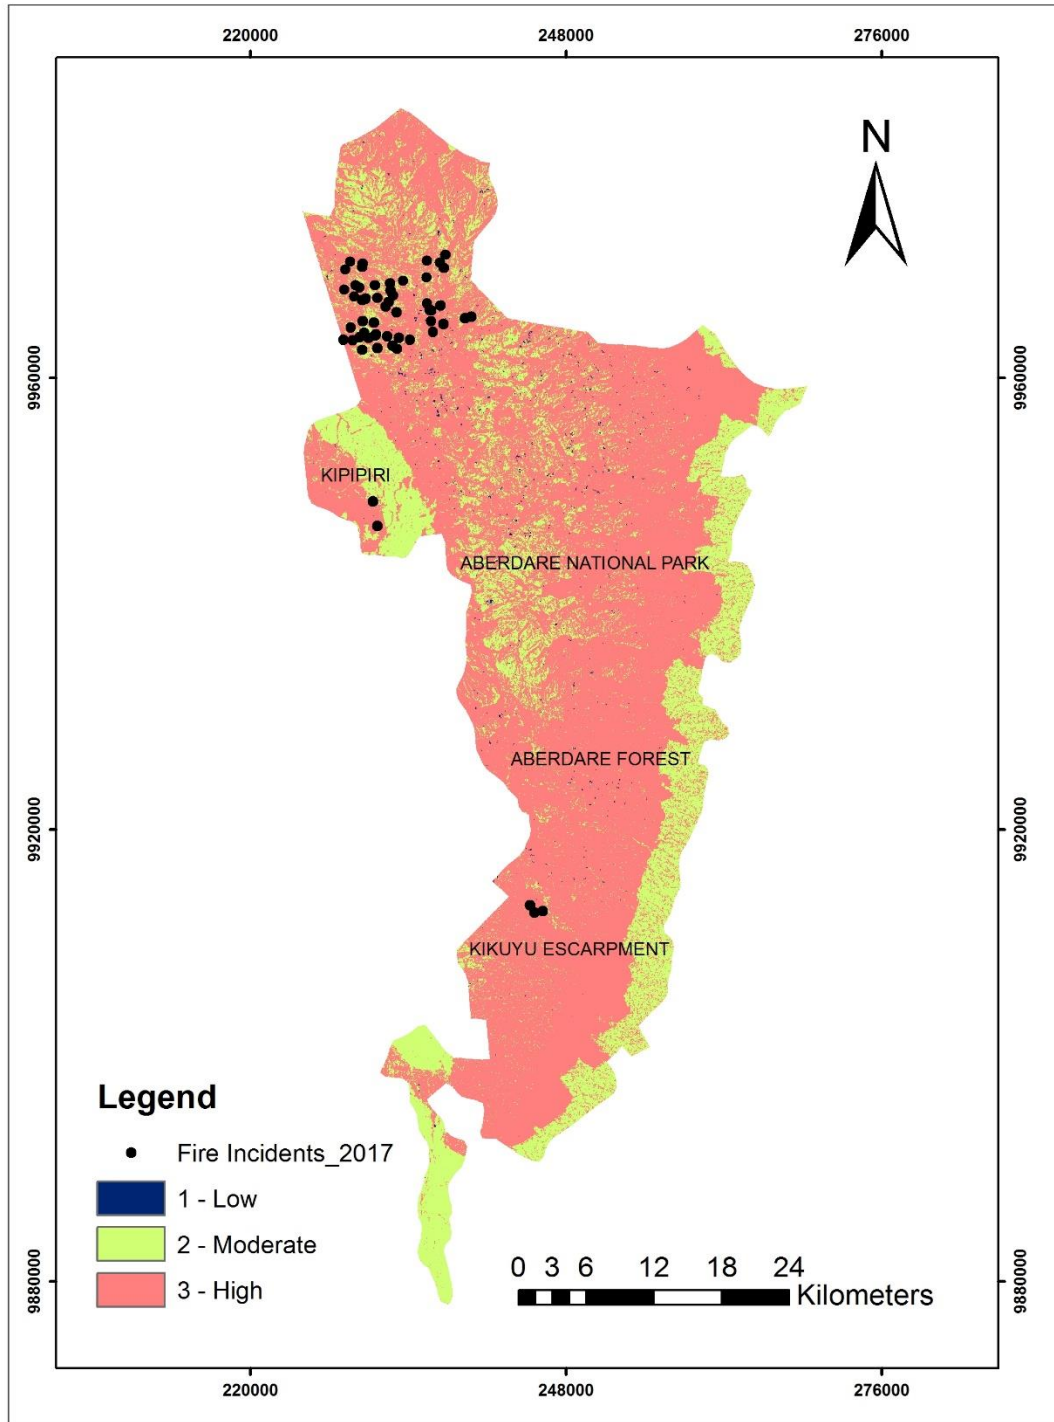 220000 248000 276000
N
9960000 9960000
KIPIPIRI
ABERDARE NATIONAL PARK
ABERDARE FOREST
9920000 9920000
KIKUYU ESCARPMENT
Legend
Fire Incidents_2017
1 - Low
2 - Moderate
3 - High
0 3 6 12 18 24
Kilometers
9880000 9880000
220000 248000 276000